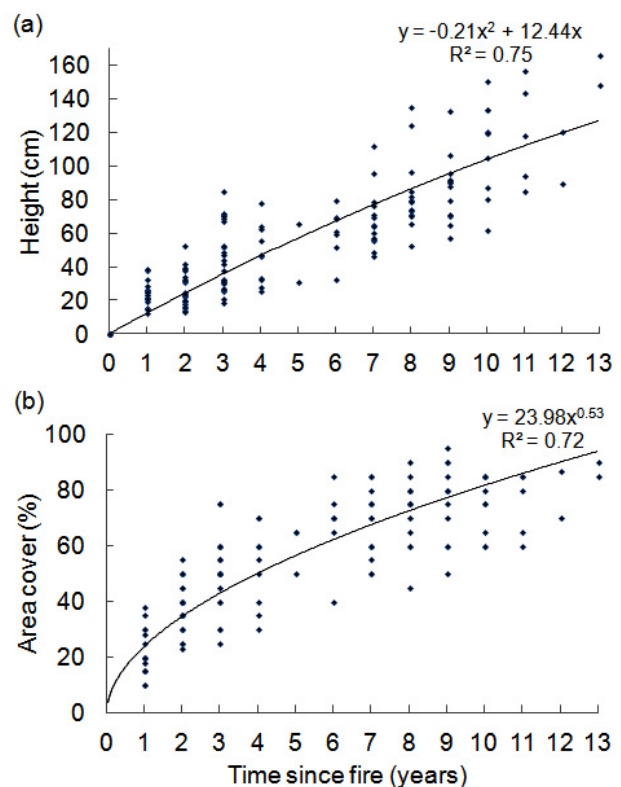 (a)
y = -0.21x² + 12.44x
R² = 0.75
Height (cm)
160
140
120
100
80
60
40
20
0
0 1 2 3 4 5 6 7 8 9 10 11 12 13
(b)
y = 23.98x^0.53
R² = 0.72
Area cover (%)
100
80
60
40
20
0
0 1 2 3 4 5 6 7 8 9 10 11 12 13
Time since fire (years)